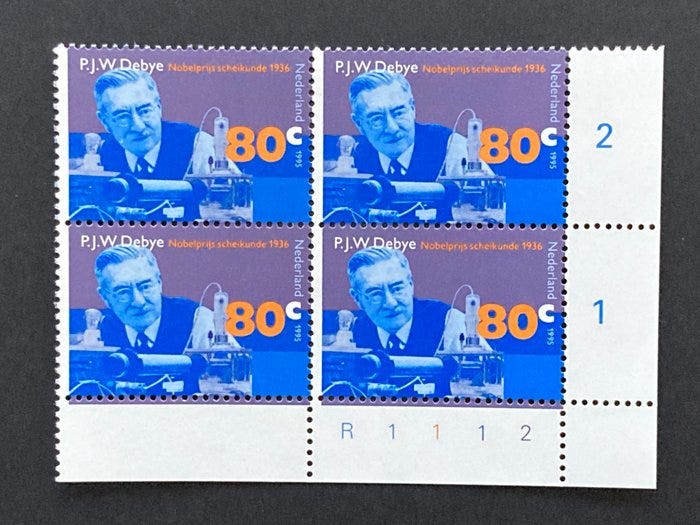 P.J.W. Debye Nobelprijs scheikunde 1936
Nederland
80c
1995
P.J.W. Debye Nobelprijs scheikunde 1936
Nederland
80c
1995
2
P.J.W. Debye Nobelprijs scheikunde 1936
Nederland
80c
1995
P.J.W. Debye Nobelprijs scheikunde 1936
Nederland
80c
1995
1
R 1 1 1 2